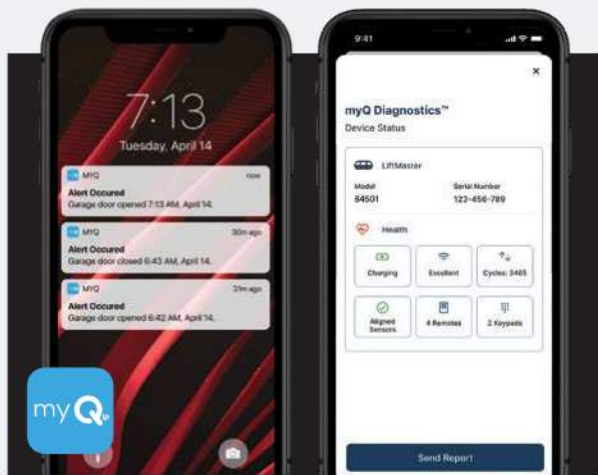 7:13
Tuesday, April 14
MYQ
now
Alert Occured
Garage door opened 7:13 AM, April 14.
MYQ
30m ago
Alert Occured
Garage door closed 6:43 AM, April 14.
MYQ
31m ago
Alert Occured
Garage door opened 6:42 AM, April 14.
myQ
9:41
myQ Diagnostics™
Device Status
LiftMaster
Model
Serial Number
84501
123-456-789
Health
Charging
Excellent
Cycles: 3465
Aligned
Sensors
4 Remotes
2 Keypads
Send Report